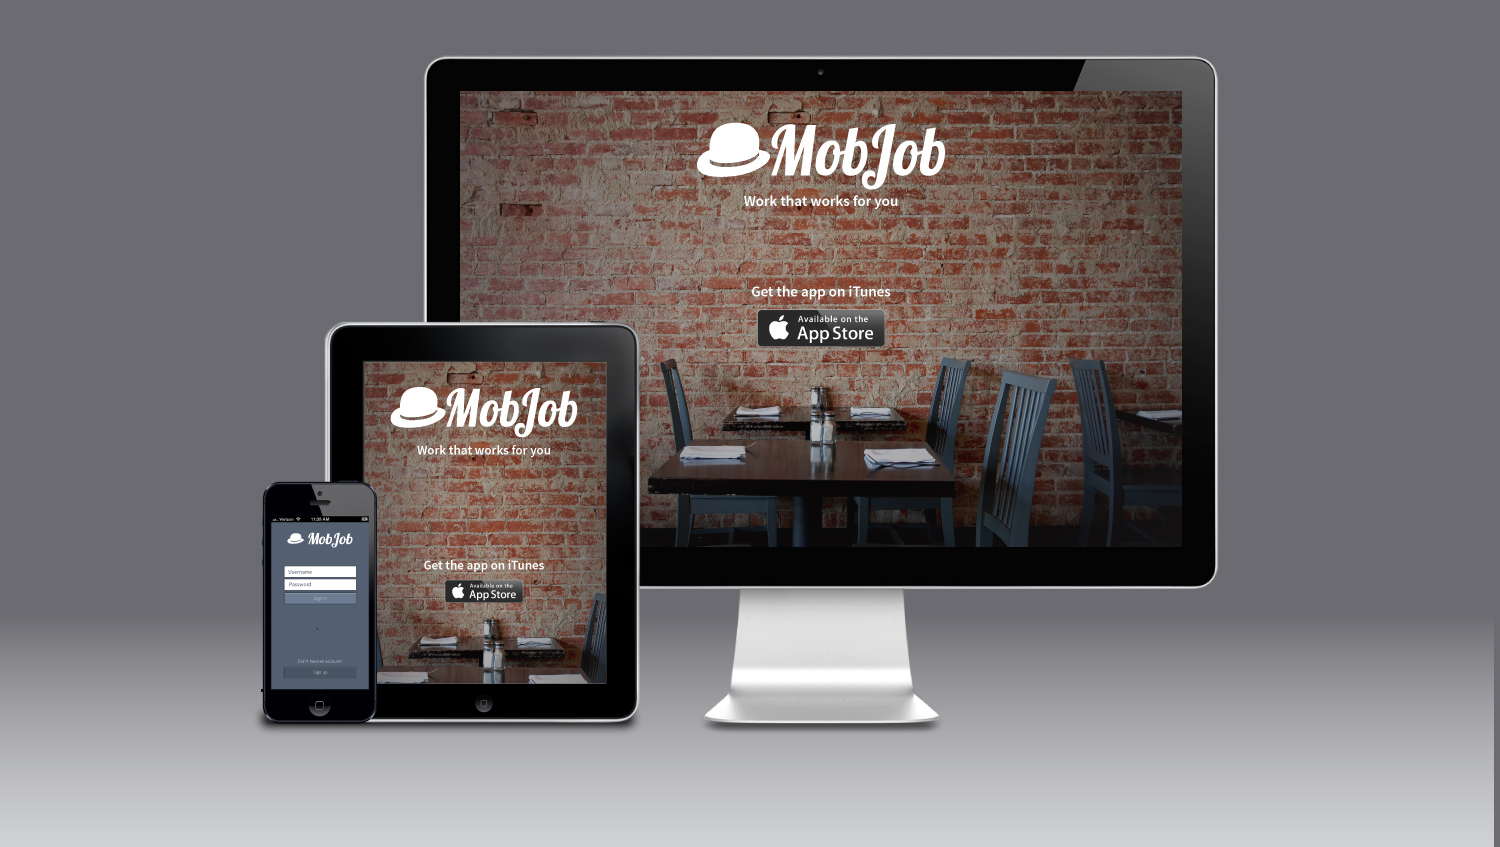 MobJob
Work that works for you
Get the app on iTunes
Available on the
App Store
MobJob
Work that works for you
Get the app on iTunes
Available on the
App Store
Verizon 11:39 AM
MobJob
Username
Password
Sign in
Don't have an account?
Sign up